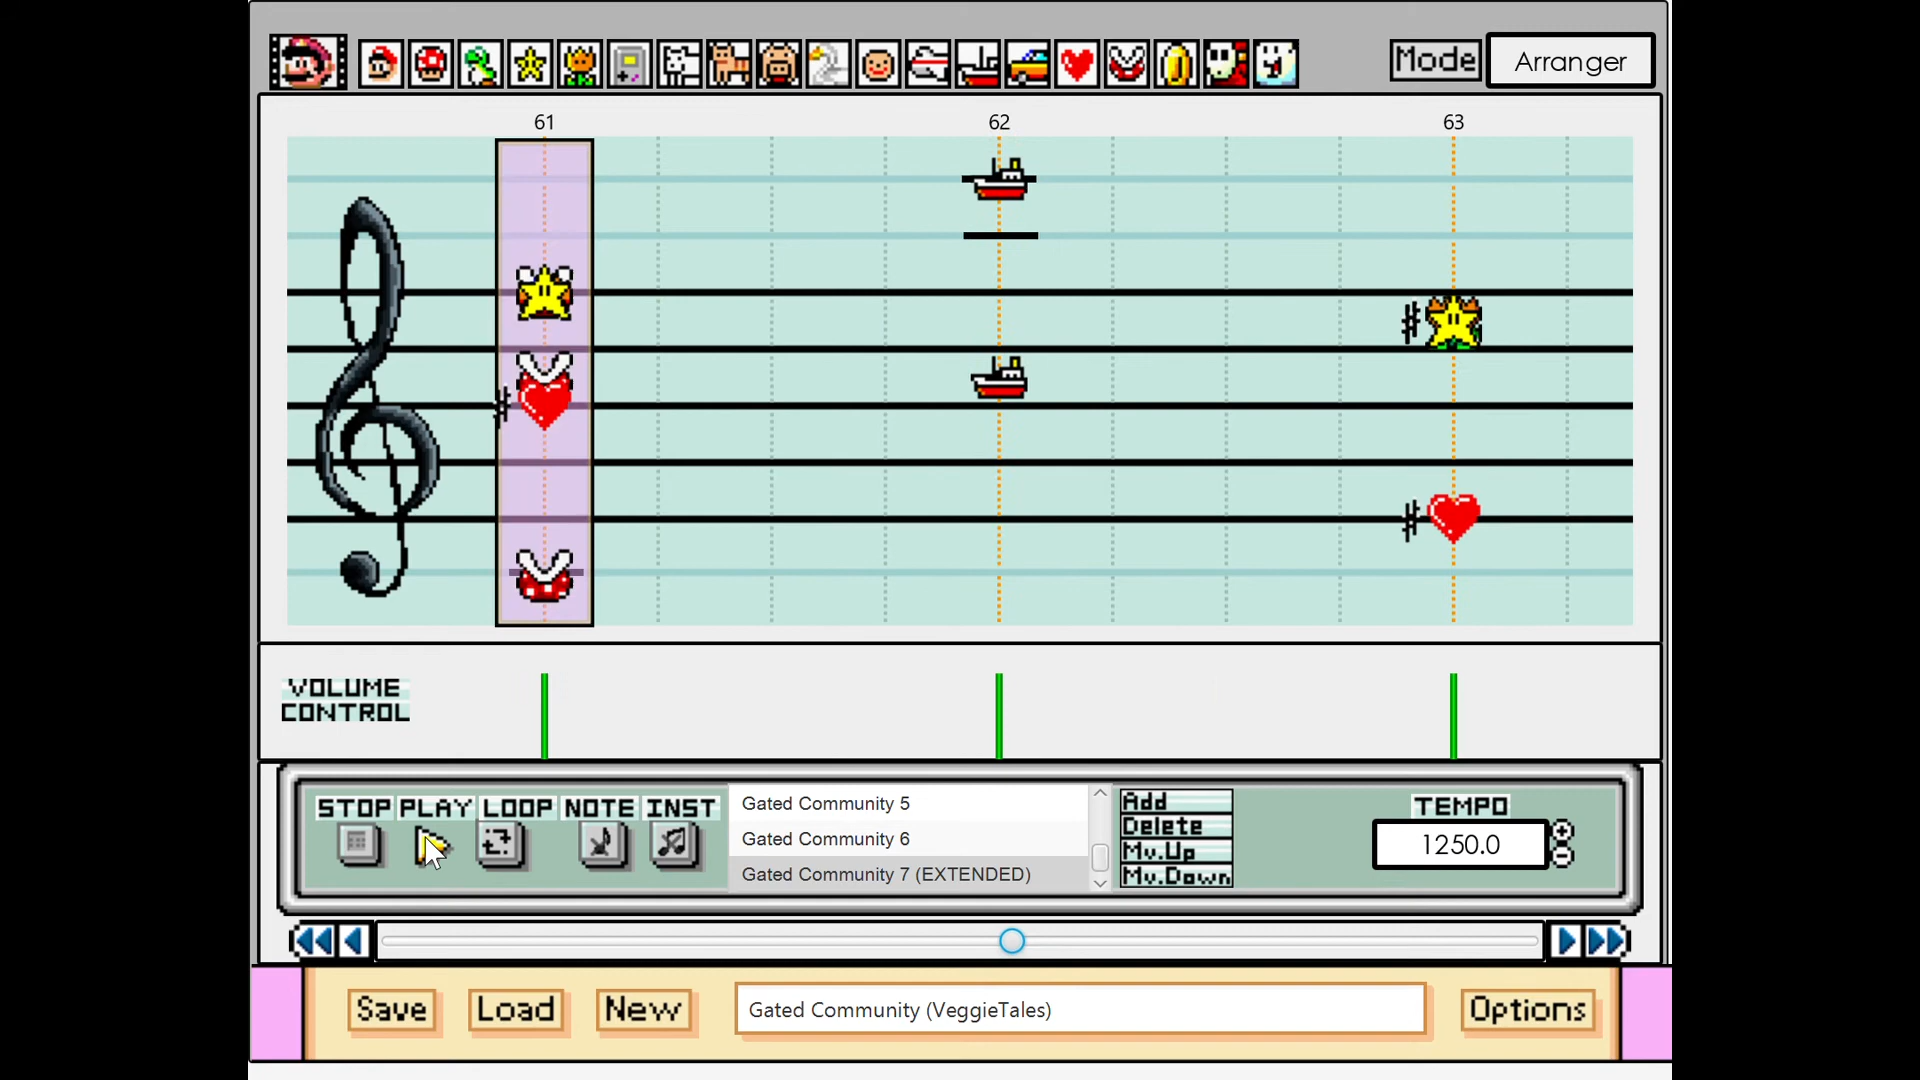 Mode
Arranger
61
62
63
VOLUME
CONTROL
STOP PLAY LOOP NOTE INST
Gated Community 5
Gated Community 6
Gated Community 7 (EXTENDED)
Add
Delete
Mv.Up
Mv.Down
TEMPO
1250.0
Save
Load
New
Gated Community (VeggieTales)
Options